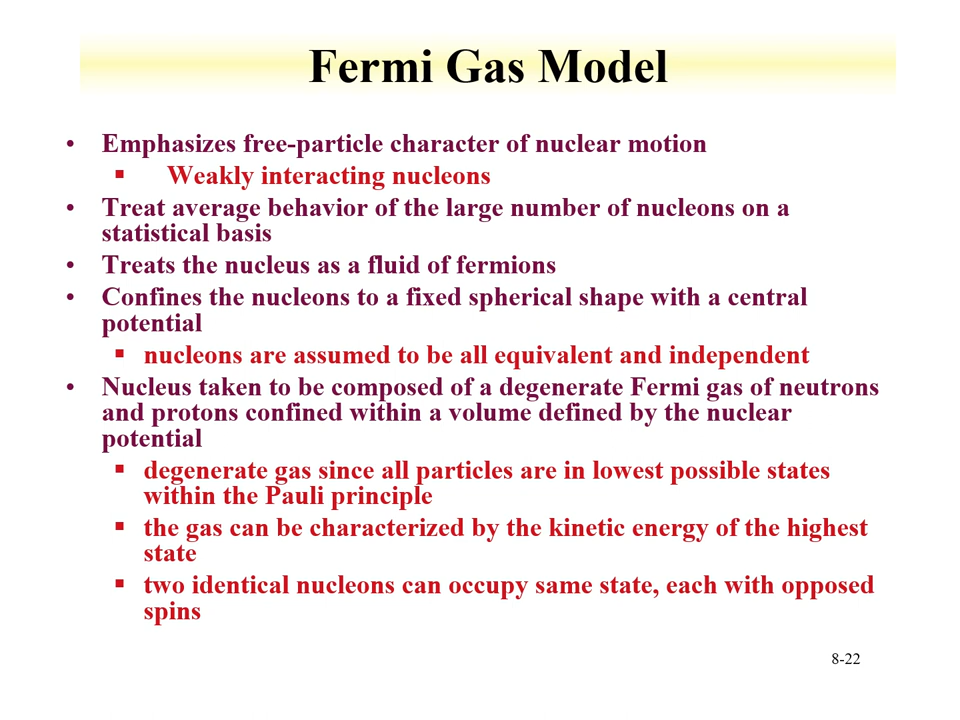 Fermi Gas Model
• Emphasizes free-particle character of nuclear motion
▪ Weakly interacting nucleons
• Treat average behavior of the large number of nucleons on a
statistical basis
• Treats the nucleus as a fluid of fermions
• Confines the nucleons to a fixed spherical shape with a central
potential
▪ nucleons are assumed to be all equivalent and independent
• Nucleus taken to be composed of a degenerate Fermi gas of neutrons
and protons confined within a volume defined by the nuclear
potential
▪ degenerate gas since all particles are in lowest possible states
within the Pauli principle
▪ the gas can be characterized by the kinetic energy of the highest
state
▪ two identical nucleons can occupy same state, each with opposed
spins
8-22